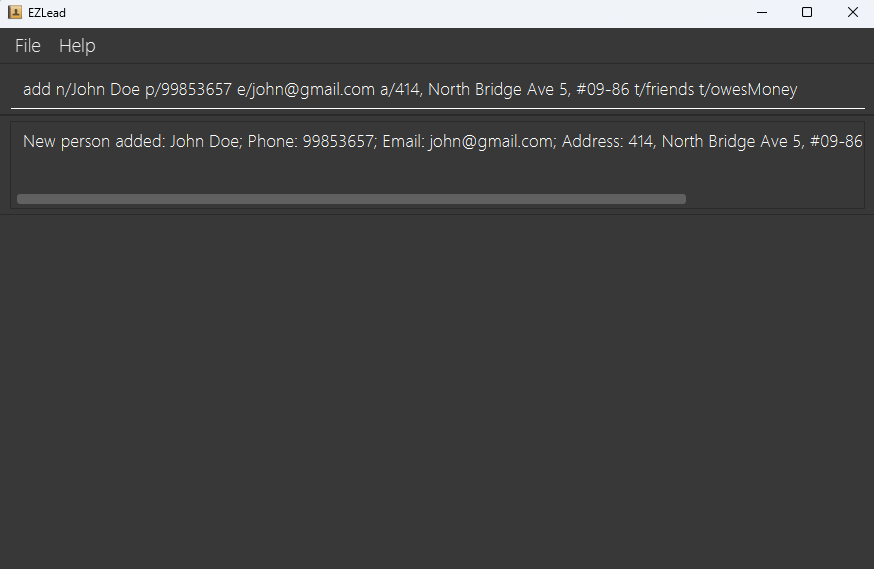 EZLead
File Help
add n/John Doe p/99853657 e/john@gmail.com a/414, North Bridge Ave 5, #09-86 t/friends t/owesMoney
New person added: John Doe; Phone: 99853657; Email: john@gmail.com; Address: 414, North Bridge Ave 5, #09-86